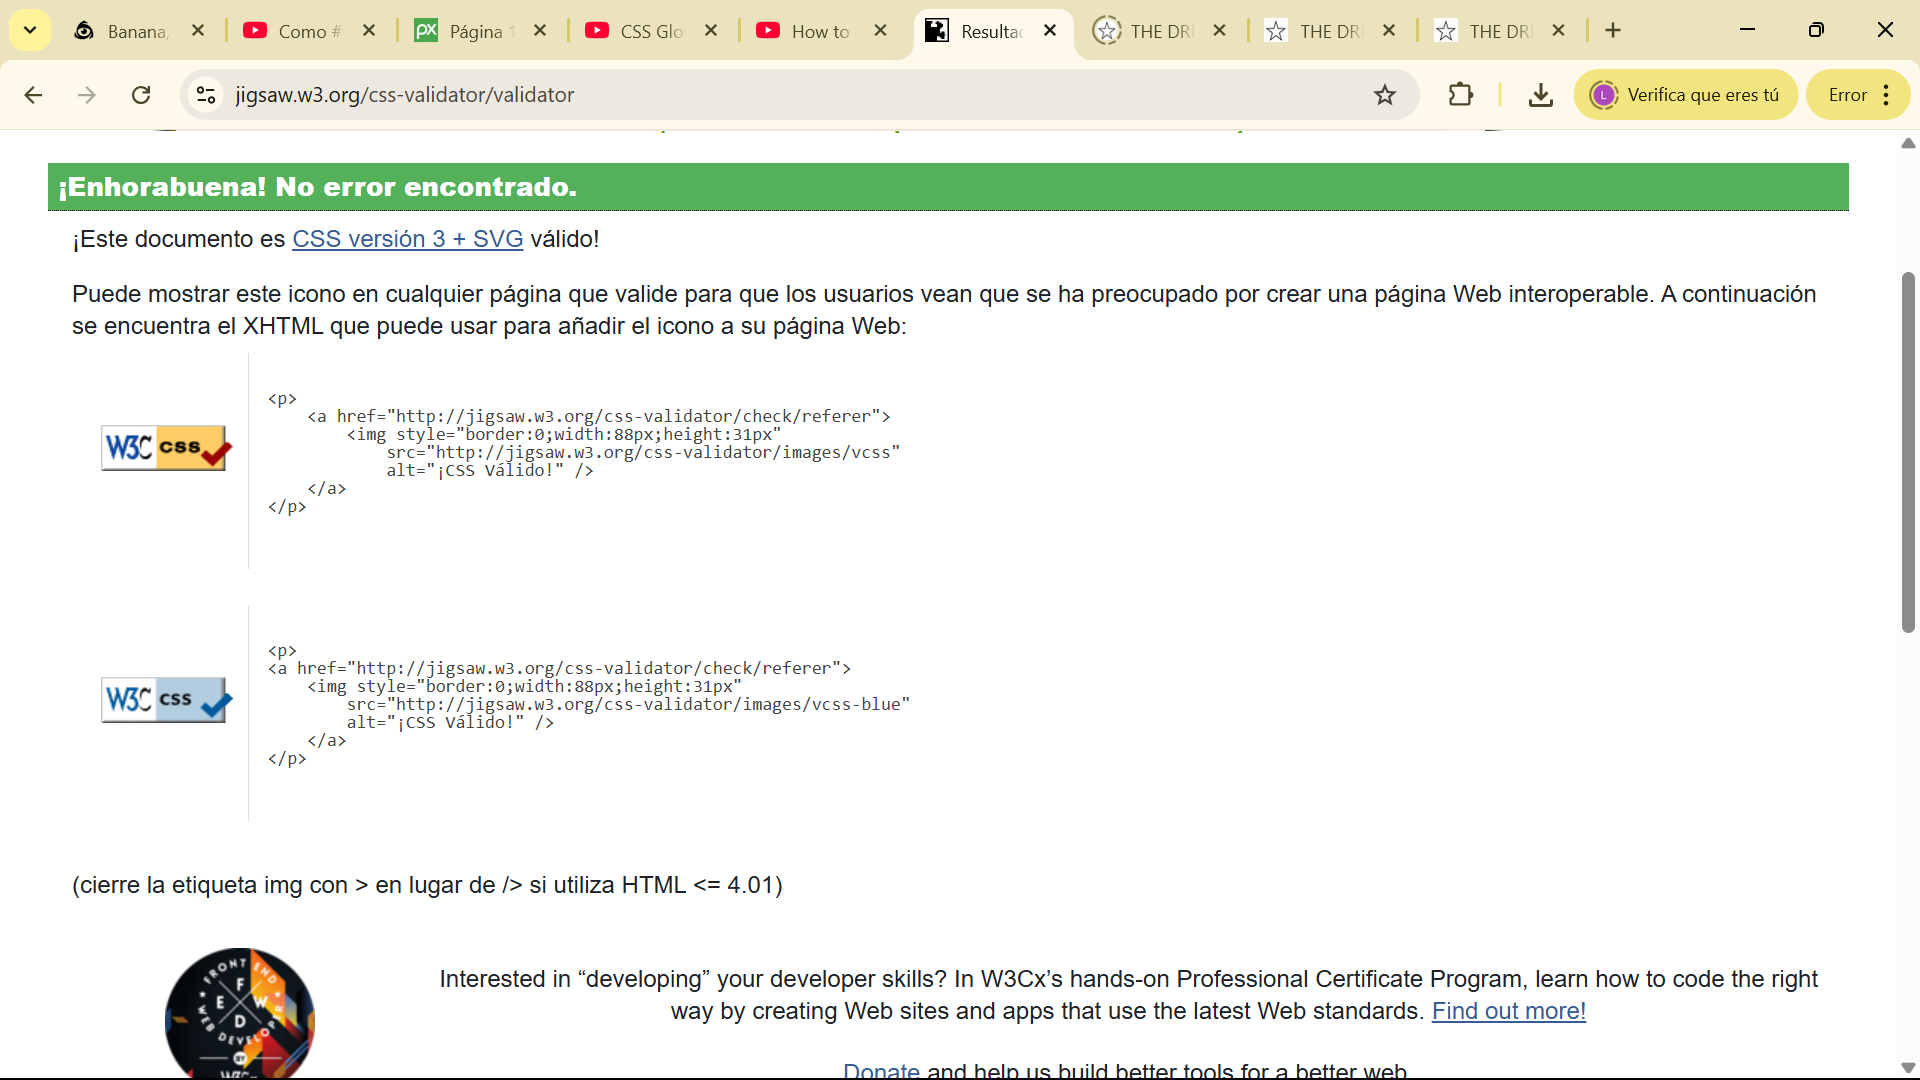 Banana,
Como #
Página 1
CSS Glo
How to
Resultad
THE DRE
THE DRE
THE DRE
jigsaw.w3.org/css-validator/validator
L
Verifica que eres tú
Error
¡Enhorabuena! No error encontrado.
¡Este documento es CSS versión 3 + SVG válido!
Puede mostrar este icono en cualquier página que valide para que los usuarios vean que se ha preocupado por crear una página Web interoperable. A continuación
se encuentra el XHTML que puede usar para añadir el icono a su página Web:
W3C css
<p>
<a href="http://jigsaw.w3.org/css-validator/check/referer">
<img style="border:0;width:88px;height:31px"
src="http://jigsaw.w3.org/css-validator/images/vcss"
alt="¡CSS Válido!" />
</a>
</p>
W3C css
<p>
<a href="http://jigsaw.w3.org/css-validator/check/referer">
<img style="border:0;width:88px;height:31px"
src="http://jigsaw.w3.org/css-validator/images/vcss-blue"
alt="¡CSS Válido!" />
</a>
</p>
(cierre la etiqueta img con > en lugar de /> si utiliza HTML <= 4.01)
FRONT END
F
E W
D
WEB DEVELOPER
BY
W3Cx
Interested in “developing” your developer skills? In W3Cx’s hands-on Professional Certificate Program, learn how to code the right
way by creating Web sites and apps that use the latest Web standards. Find out more!
Donate and help us build better tools for a better web.